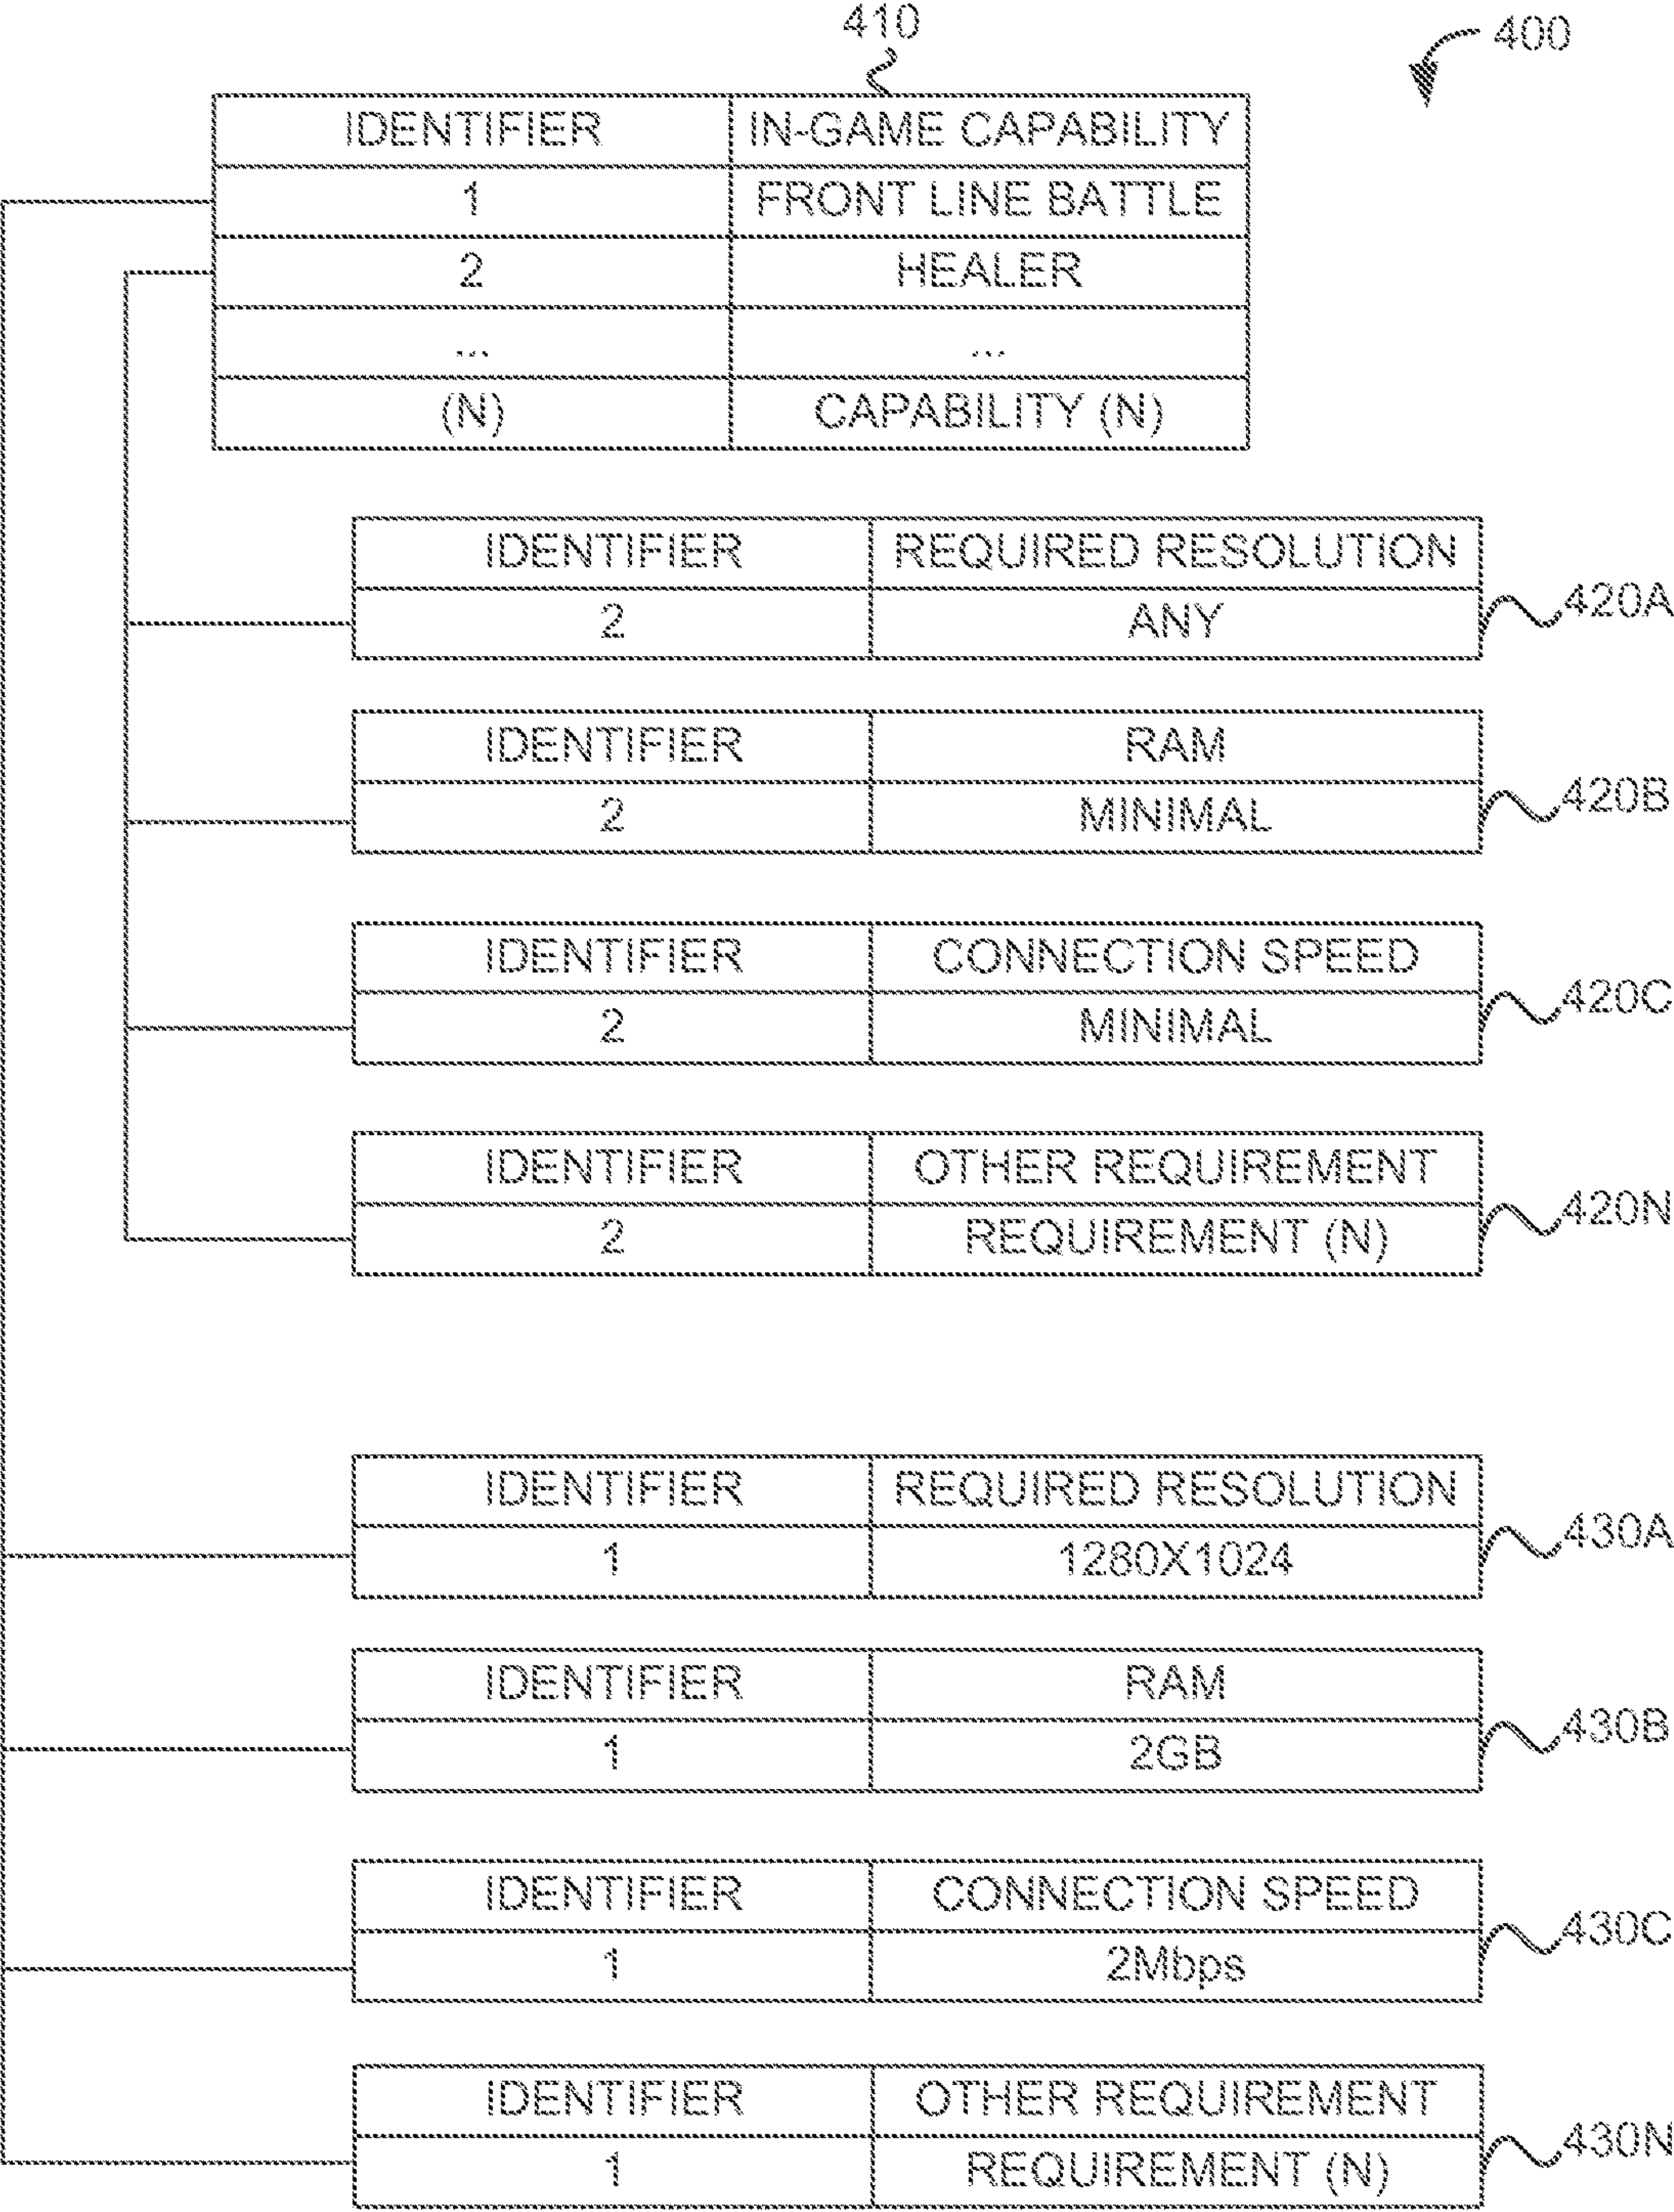 410
400
IDENTIFIER IN-GAME CAPABILITY
1 FRONT LINE BATTLE
2 HEALER
... ...
(N) CAPABILITY (N)
IDENTIFIER REQUIRED RESOLUTION
2 ANY
420A
IDENTIFIER RAM
2 MINIMAL
420B
IDENTIFIER CONNECTION SPEED
2 MINIMAL
420C
IDENTIFIER OTHER REQUIREMENT
2 REQUIREMENT (N)
420N
IDENTIFIER REQUIRED RESOLUTION
1 1280X1024
430A
IDENTIFIER RAM
1 2GB
430B
IDENTIFIER CONNECTION SPEED
1 2Mbps
430C
IDENTIFIER OTHER REQUIREMENT
1 REQUIREMENT (N)
430N